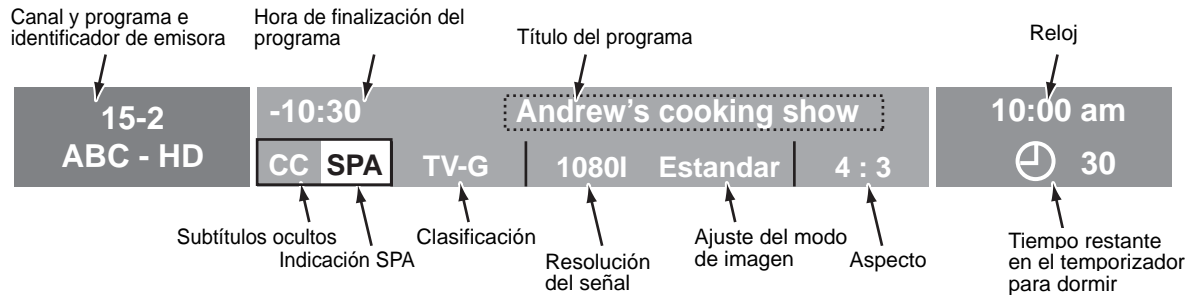 Canal y programa e
identificador de emisora
Hora de finalización del
programa
Título del programa
Reloj
15-2
ABC - HD
-10:30
Andrew's cooking show
10:00 am
CC SPA TV-G 1080I Estandar 4 : 3
30
Subtítulos ocultos
Indicación SPA
Clasificación
Resolución
del señal
Ajuste del modo
de imagen
Aspecto
Tiempo restante
en el temporizador
para dormir